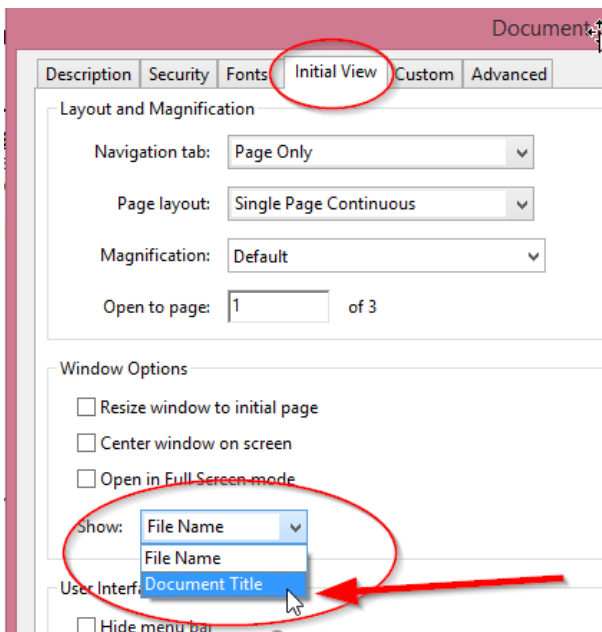 Document
Description Security Fonts Initial View Custom Advanced
Layout and Magnification
Navigation tab: Page Only
Page layout: Single Page Continuous
Magnification: Default
Open to page: 1 of 3
Window Options
Resize window to initial page
Center window on screen
Open in Full Screen mode
Show: File Name
File Name
Document Title
User Interf
Hide menu bar